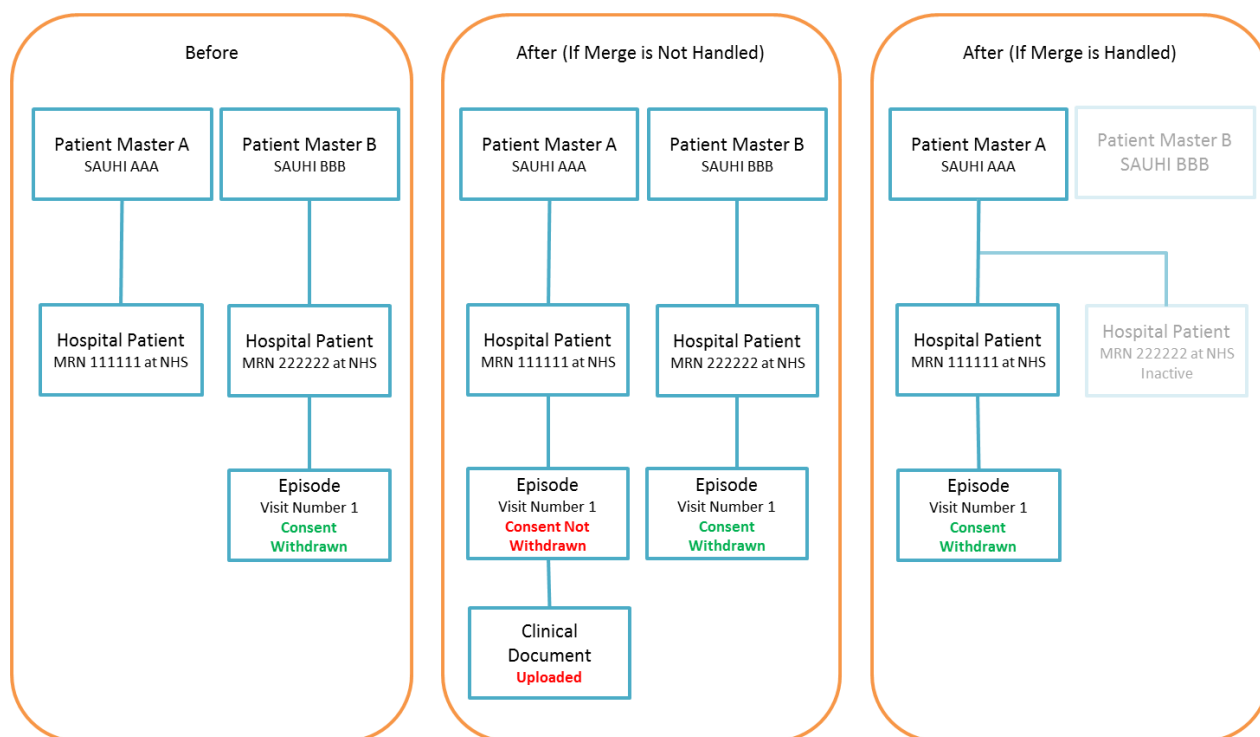 Before
Patient Master A
SAUHI AAA
Patient Master B
SAUHI BBB
Hospital Patient
MRN 111111 at NHS
Hospital Patient
MRN 222222 at NHS
Episode
Visit Number 1
Consent
Withdrawn
After (If Merge is Not Handled)
Patient Master A
SAUHI AAA
Patient Master B
SAUHI BBB
Hospital Patient
MRN 111111 at NHS
Hospital Patient
MRN 222222 at NHS
Episode
Visit Number 1
Consent Not
Withdrawn
Episode
Visit Number 1
Consent
Withdrawn
Clinical
Document
Uploaded
After (If Merge is Handled)
Patient Master A
SAUHI AAA
Patient Master B
SAUHI BBB
Hospital Patient
MRN 111111 at NHS
Hospital Patient
MRN 222222 at NHS
Inactive
Episode
Visit Number 1
Consent
Withdrawn